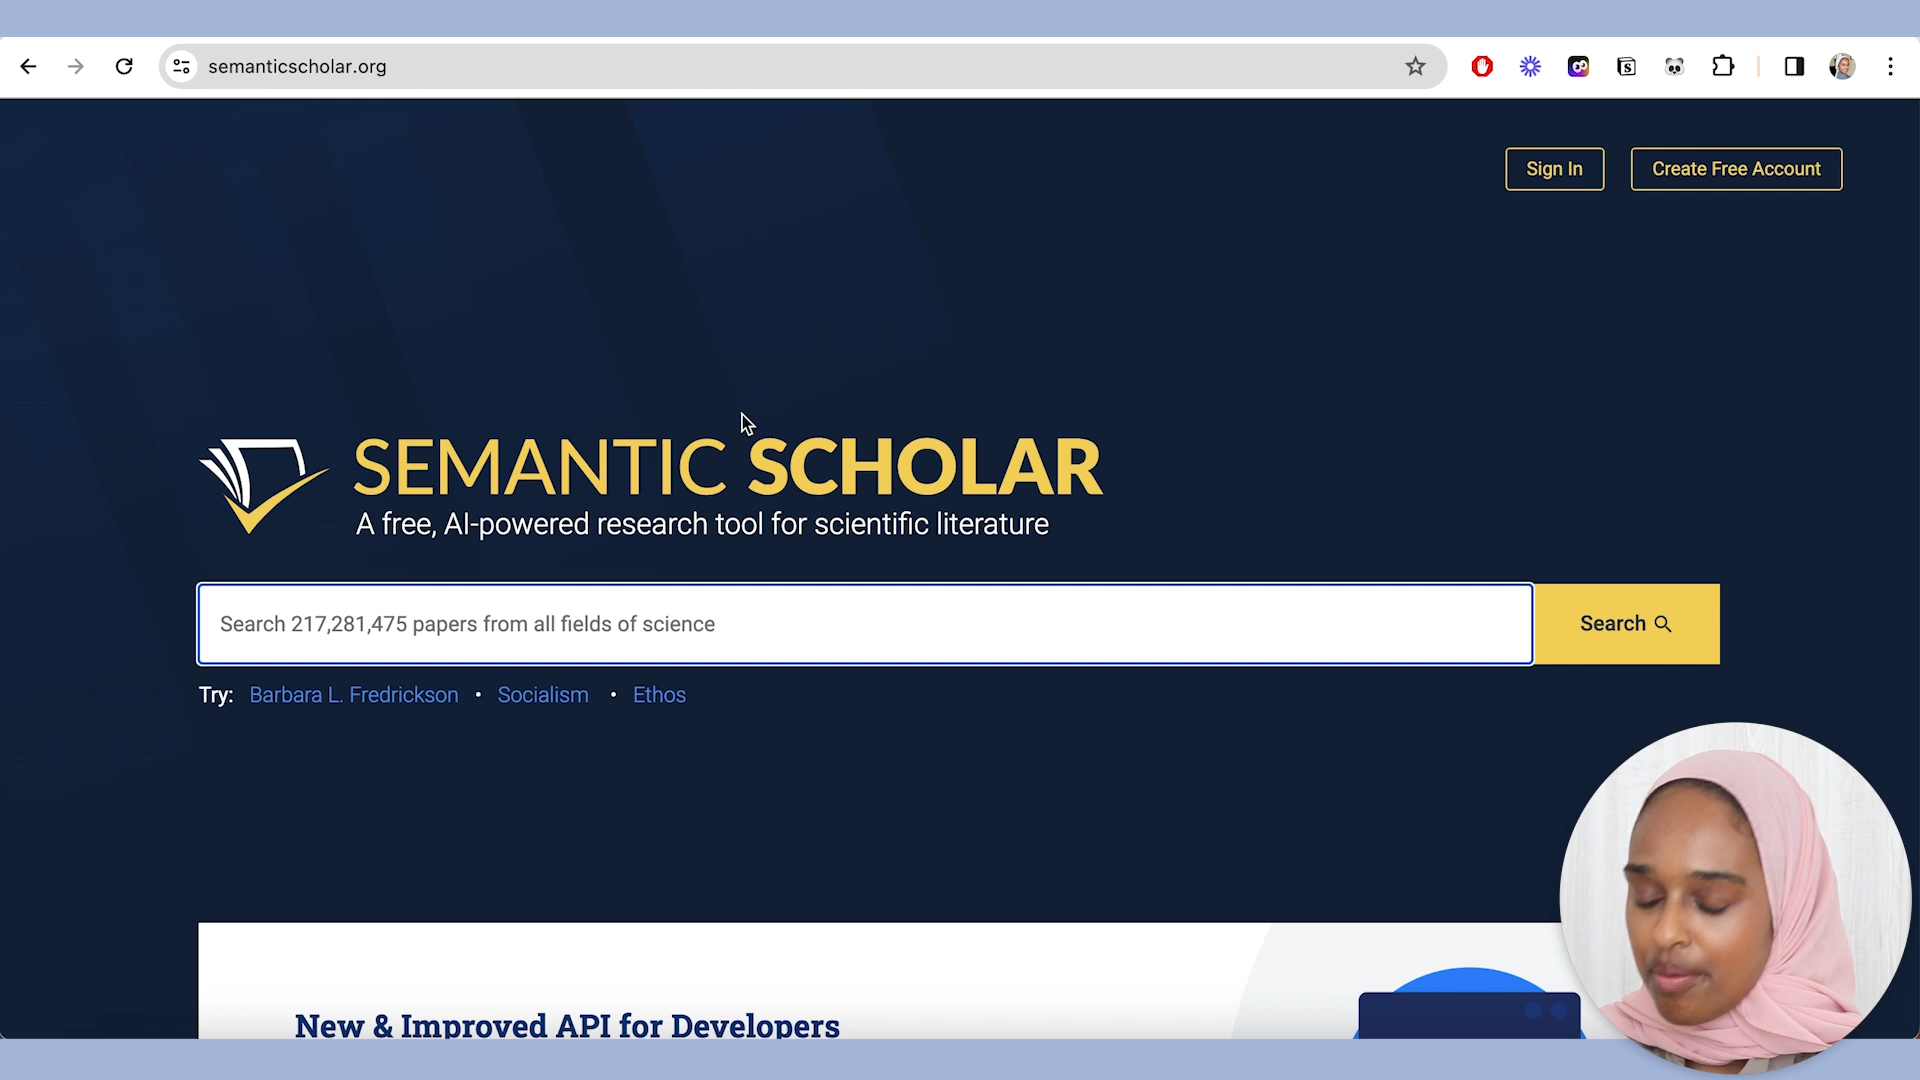 semanticscholar.org
Sign In
Create Free Account
SEMANTIC SCHOLAR
A free, AI-powered research tool for scientific literature
Search 217,281,475 papers from all fields of science
Search
Try: Barbara L. Fredrickson • Socialism • Ethos
New & Improved API for Developers